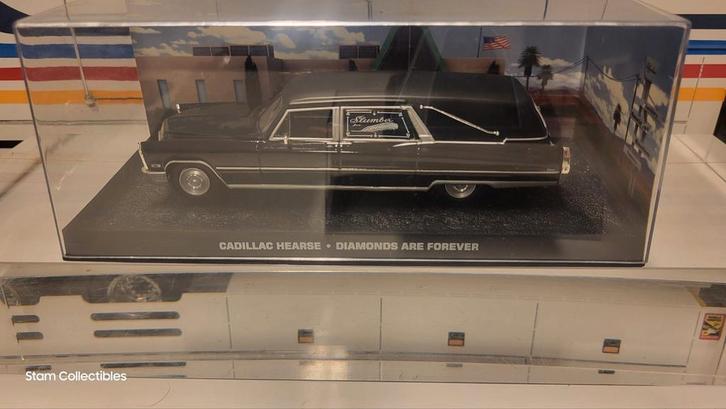 Slumber
CADILLAC HEARSE • DIAMONDS ARE FOREVER
Stam Collectibles